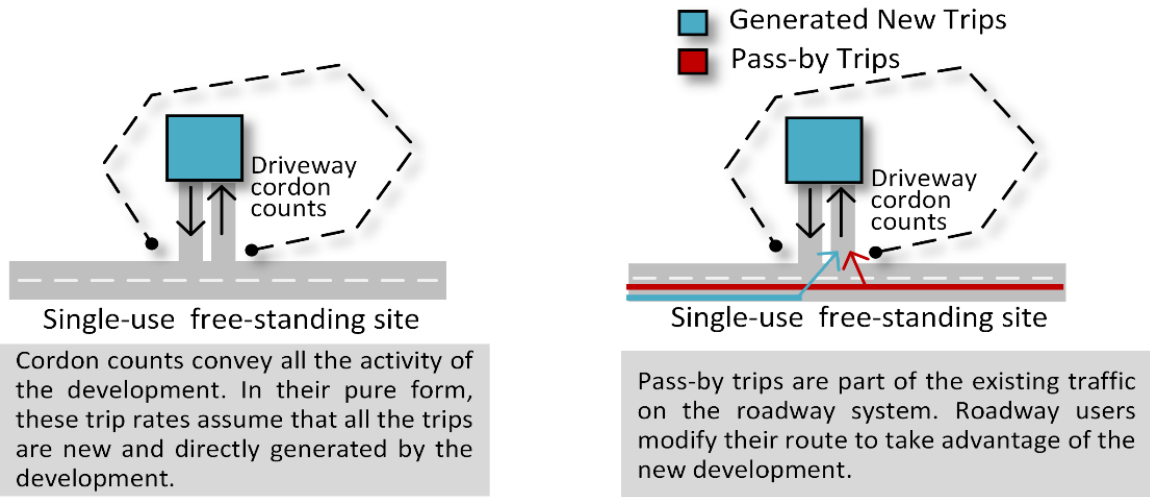 Generated New Trips
Pass-by Trips
Driveway
cordon
counts
Single-use free-standing site
Cordon counts convey all the activity of
the development. In their pure form,
these trip rates assume that all the trips
are new and directly generated by the
development.
Driveway
cordon
counts
Single-use free-standing site
Pass-by trips are part of the existing traffic
on the roadway system. Roadway users
modify their route to take advantage of the
new development.